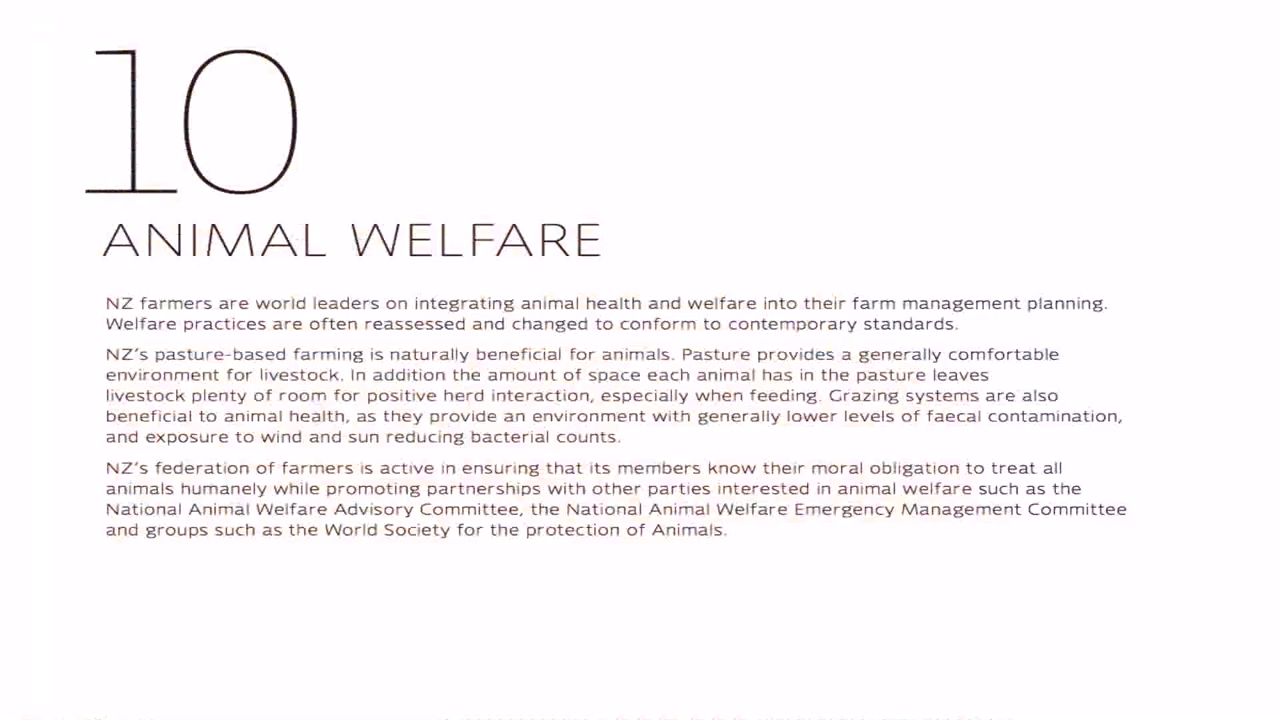 10
ANIMAL WELFARE
NZ farmers are world leaders on integrating animal health and welfare into their farm management planning.
Welfare practices are often reassessed and changed to conform to contemporary standards.
NZ's pasture-based farming is naturally beneficial for animals. Pasture provides a generally comfortable
environment for livestock. In addition the amount of space each animal has in the pasture leaves
livestock plenty of room for positive herd interaction, especially when feeding. Grazing systems are also
beneficial to animal health, as they provide an environment with generally lower levels of faecal contamination,
and exposure to wind and sun reducing bacterial counts.
NZ's federation of farmers is active in ensuring that its members know their moral obligation to treat all
animals humanely while promoting partnerships with other parties interested in animal welfare such as the
National Animal Welfare Advisory Committee, the National Animal Welfare Emergency Management Committee
and groups such as the World Society for the protection of Animals.